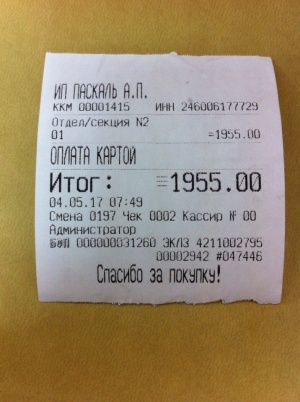 ИП ПАСКАЛЬ А.П.
ККМ 00001415 ИНН 246006177729
Отдел/секция N2
01 =1955.00
ОПЛАТА КАРТОЙ
Итог: =1955.00
04.05.17 07:49
Смена 0197 Чек 0002 Кассир № 00
Администратор
000000031260 ЭКЛЗ 4211002795
00002942 #047446
Спасибо за покупку!